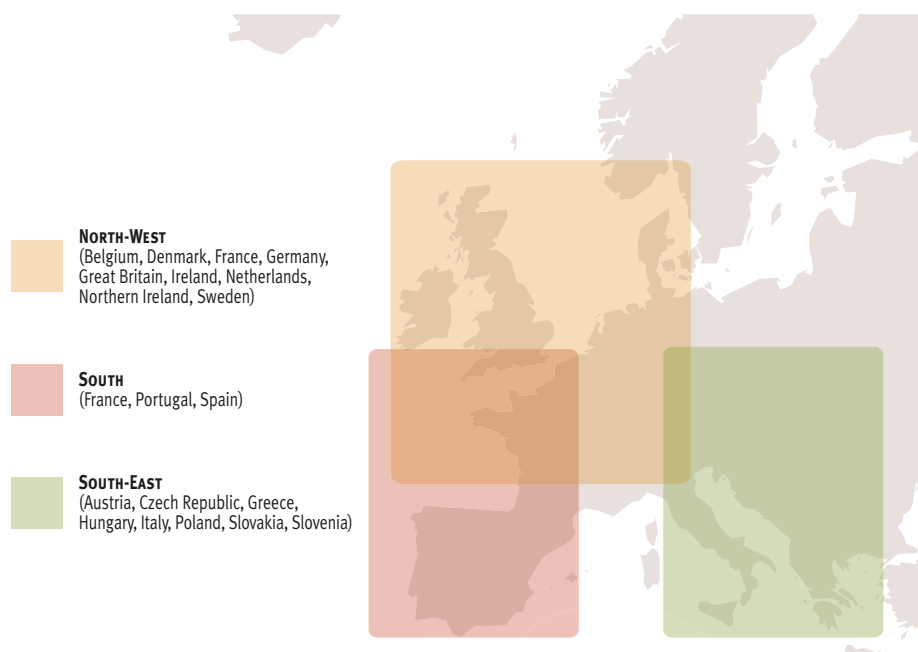 NORTH-WEST
(Belgium, Denmark, France, Germany,
Great Britain, Ireland, Netherlands,
Northern Ireland, Sweden)
SOUTH
(France, Portugal, Spain)
SOUTH-EAST
(Austria, Czech Republic, Greece,
Hungary, Italy, Poland, Slovakia, Slovenia)